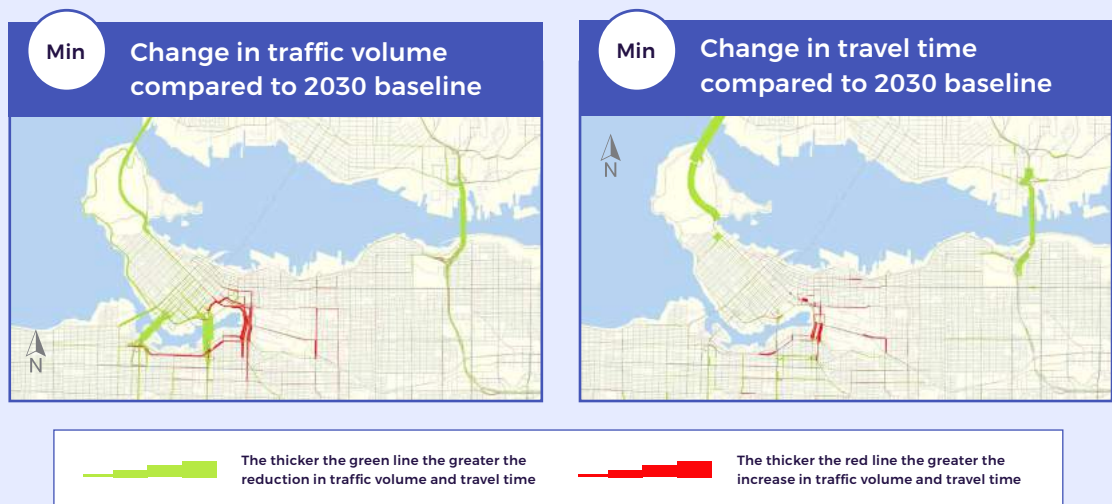 Min
Change in traffic volume
compared to 2030 baseline
Min
Change in travel time
compared to 2030 baseline
N
N
The thicker the green line the greater the
reduction in traffic volume and travel time
The thicker the red line the greater the
increase in traffic volume and travel time